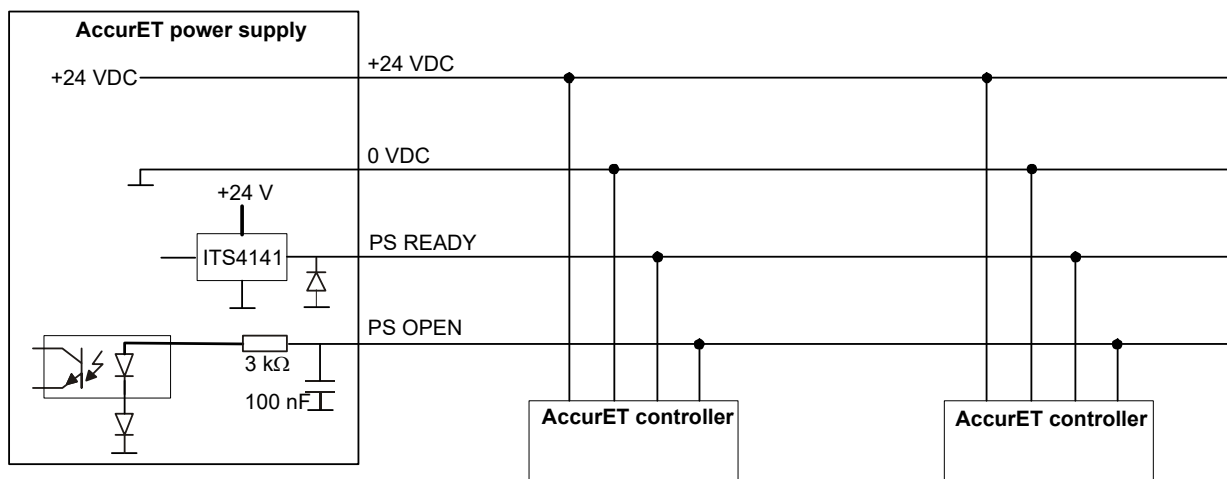 AccurET power supply
+24 VDC
+24 VDC
0 VDC
+24 V
PS READY
ITS4141
PS OPEN
3 kΩ
100 nF
AccurET controller
AccurET controller